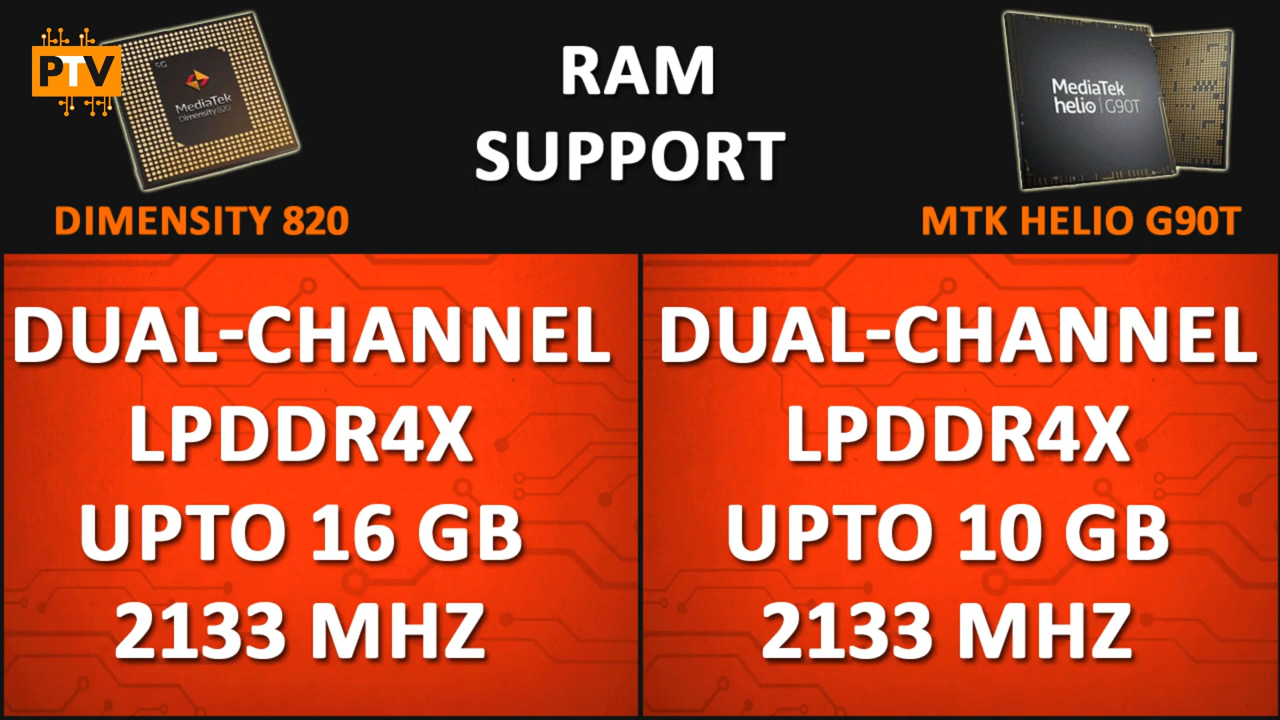 PTV
5G
MediaTek
Dimensity 820
RAM
SUPPORT
MediaTek
helio | G90T
DIMENSITY 820
MTK HELIO G90T
DUAL-CHANNEL
LPDDR4X
UPTO 16 GB
2133 MHZ
DUAL-CHANNEL
LPDDR4X
UPTO 10 GB
2133 MHZ